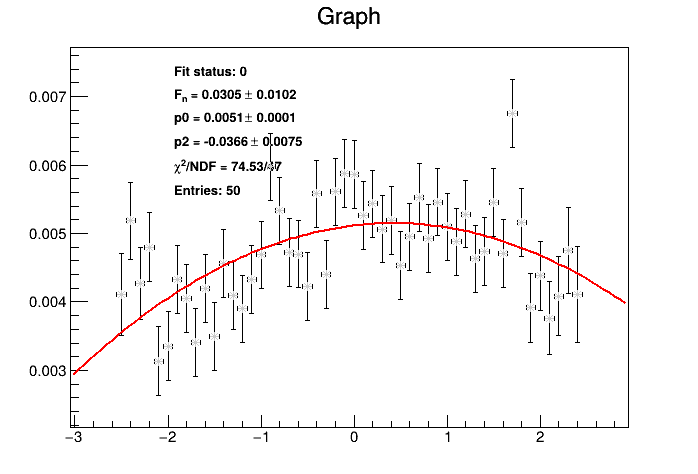 Graph
Fit status: 0
Fn = 0.0305 ± 0.0102
p0 = 0.0051 ± 0.0001
p2 = -0.0366 ± 0.0075
χ²/NDF = 74.53/47
Entries: 50
0.007
0.006
0.005
0.004
0.003
−3 −2 −1 0 1 2